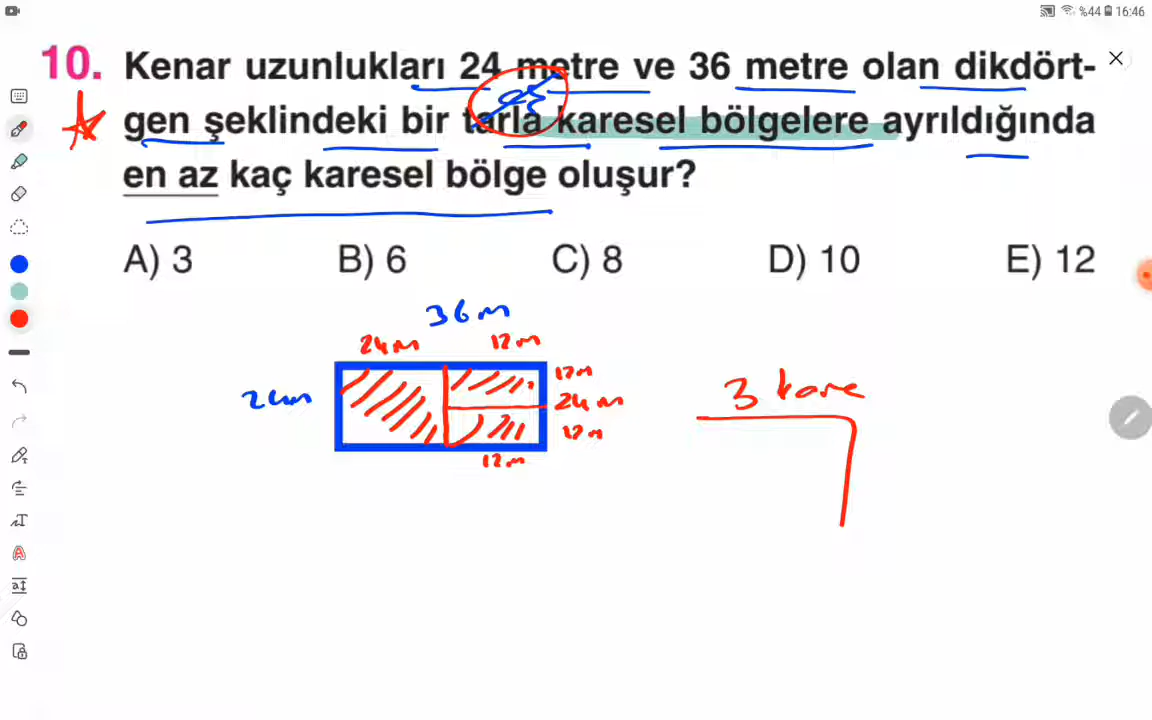 %44 16:46
10. Kenar uzunlukları 24 metre ve 36 metre olan dikdört-
gen şeklindeki bir tarla karesel bölgelere ayrıldığında
en az kaç karesel bölge oluşur?
A) 3 B) 6 C) 8 D) 10 E) 12
36m
24m 12m
12m
24m 24m
12m
12m
3 tane